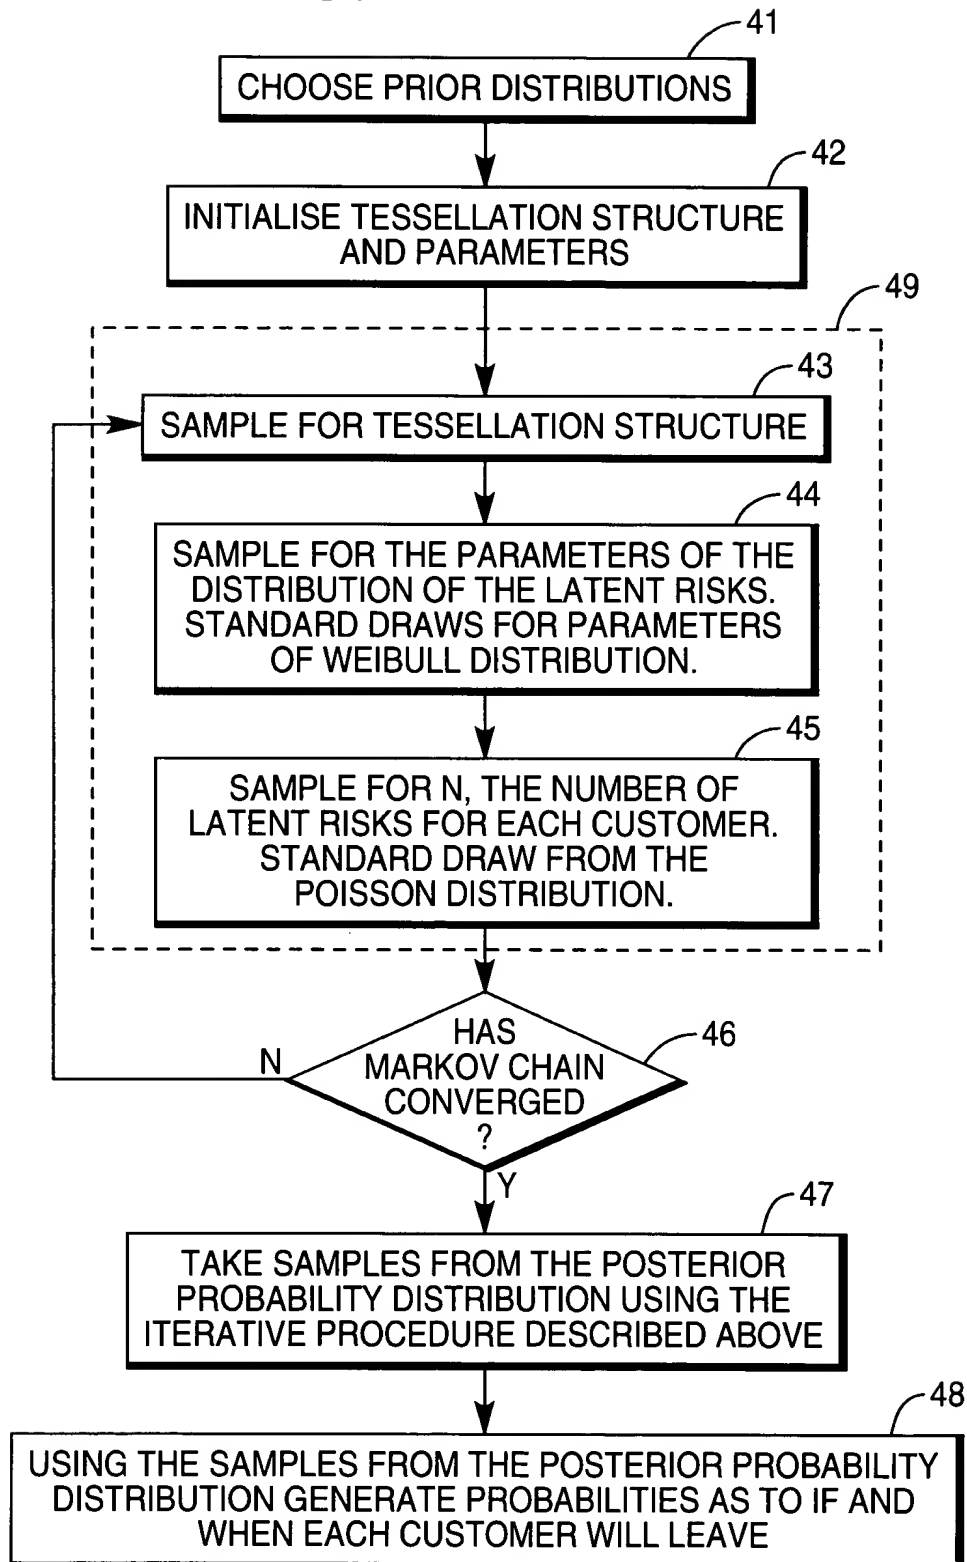 41
CHOOSE PRIOR DISTRIBUTIONS
42
INITIALISE TESSELLATION STRUCTURE
AND PARAMETERS
49
43
SAMPLE FOR TESSELLATION STRUCTURE
44
SAMPLE FOR THE PARAMETERS OF THE
DISTRIBUTION OF THE LATENT RISKS.
STANDARD DRAWS FOR PARAMETERS
OF WEIBULL DISTRIBUTION.
45
SAMPLE FOR N, THE NUMBER OF
LATENT RISKS FOR EACH CUSTOMER.
STANDARD DRAW FROM THE
POISSON DISTRIBUTION.
46
HAS
MARKOV CHAIN
CONVERGED
?
N
Y
47
TAKE SAMPLES FROM THE POSTERIOR
PROBABILITY DISTRIBUTION USING THE
ITERATIVE PROCEDURE DESCRIBED ABOVE
48
USING THE SAMPLES FROM THE POSTERIOR PROBABILITY
DISTRIBUTION GENERATE PROBABILITIES AS TO IF AND
WHEN EACH CUSTOMER WILL LEAVE